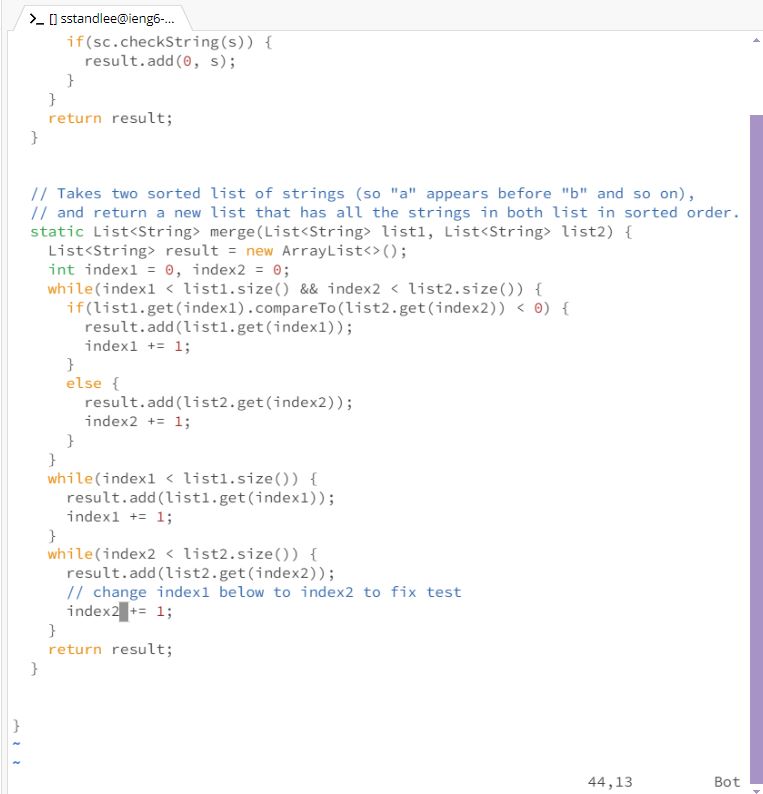 >_ [] sstandlee@ieng6-...
      if(sc.checkString(s)) {
        result.add(0, s);
      }
    }
    return result;
  }
  // Takes two sorted list of strings (so "a" appears before "b" and so on),
  // and return a new list that has all the strings in both list in sorted order.
  static List<String> merge(List<String> list1, List<String> list2) {
    List<String> result = new ArrayList<>();
    int index1 = 0, index2 = 0;
    while(index1 < list1.size() && index2 < list2.size()) {
      if(list1.get(index1).compareTo(list2.get(index2)) < 0) {
        result.add(list1.get(index1));
        index1 += 1;
      }
      else {
        result.add(list2.get(index2));
        index2 += 1;
      }
    }
    while(index1 < list1.size()) {
      result.add(list1.get(index1));
      index1 += 1;
    }
    while(index2 < list2.size()) {
      result.add(list2.get(index2));
      // change index1 below to index2 to fix test
      index2 += 1;
    }
    return result;
  }
}
~
~
44,13 Bot